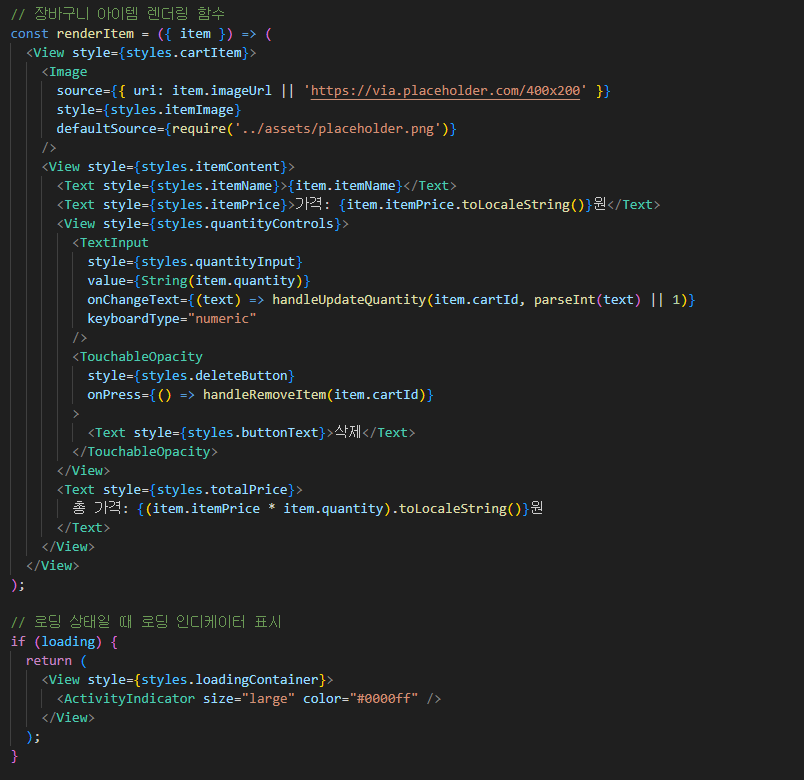 // 장바구니 아이템 렌더링 함수
const renderItem = ({ item }) => (
  <View style={styles.cartItem}>
    <Image
      source={{ uri: item.imageUrl || 'https://via.placeholder.com/400x200' }}
      style={styles.itemImage}
      defaultSource={require('../assets/placeholder.png')}
    />
    <View style={styles.itemContent}>
      <Text style={styles.itemName}>{item.itemName}</Text>
      <Text style={styles.itemPrice}>가격: {item.itemPrice.toLocaleString()}원</Text>
      <View style={styles.quantityControls}>
        <TextInput
          style={styles.quantityInput}
          value={String(item.quantity)}
          onChangeText={(text) => handleUpdateQuantity(item.cartId, parseInt(text) || 1)}
          keyboardType="numeric"
        />
        <TouchableOpacity
          style={styles.deleteButton}
          onPress={() => handleRemoveItem(item.cartId)}
        >
          <Text style={styles.buttonText}>삭제</Text>
        </TouchableOpacity>
      </View>
      <Text style={styles.totalPrice}>
        총 가격: {(item.itemPrice * item.quantity).toLocaleString()}원
      </Text>
    </View>
  </View>
);
// 로딩 상태일 때 로딩 인디케이터 표시
if (loading) {
  return (
    <View style={styles.loadingContainer}>
      <ActivityIndicator size="large" color="#0000ff" />
    </View>
  );
}